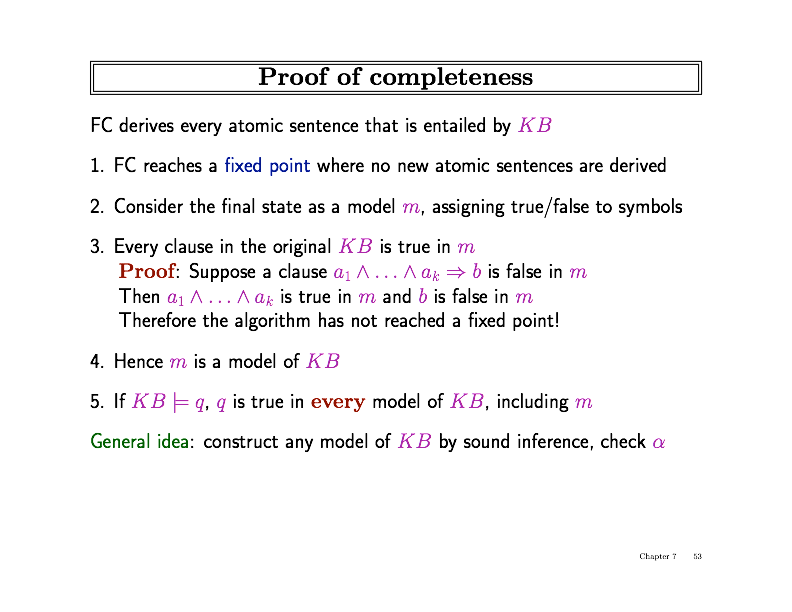 Proof of completeness
FC derives every atomic sentence that is entailed by KB
1. FC reaches a fixed point where no new atomic sentences are derived
2. Consider the final state as a model m, assigning true/false to symbols
3. Every clause in the original KB is true in m
Proof: Suppose a clause a₁ ∧ . . . ∧ aₖ ⇒ b is false in m
Then a₁ ∧ . . . ∧ aₖ is true in m and b is false in m
Therefore the algorithm has not reached a fixed point!
4. Hence m is a model of KB
5. If KB ⊨ q, q is true in every model of KB, including m
General idea: construct any model of KB by sound inference, check α
Chapter 7 53